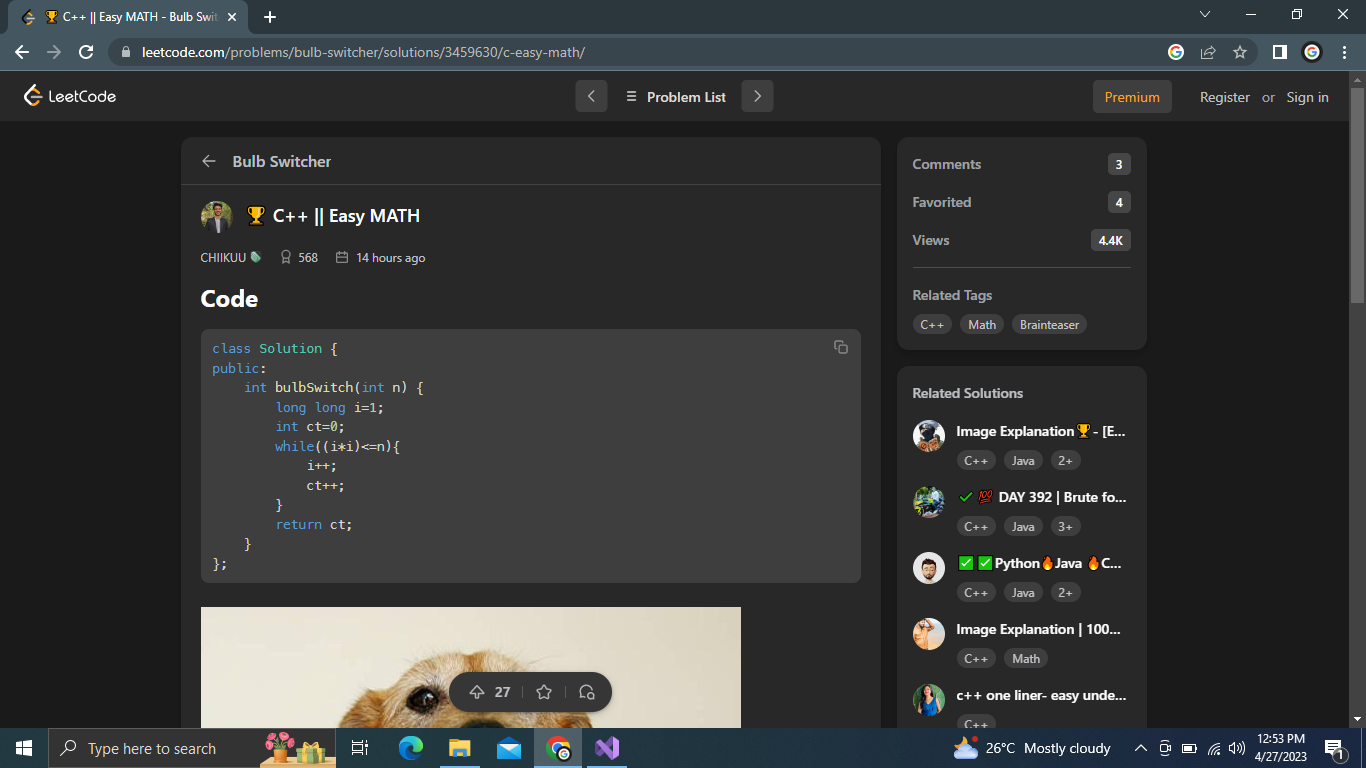 C++ || Easy MATH - Bulb Swit
leetcode.com/problems/bulb-switcher/solutions/3459630/c-easy-math/
LeetCode
Problem List
Premium
Register or Sign in
Bulb Switcher
C++ || Easy MATH
CHIIKUU 568 14 hours ago
Code
class Solution {
public:
    int bulbSwitch(int n) {
        long long i=1;
        int ct=0;
        while((i*i)<=n){
            i++;
            ct++;
        }
        return ct;
    }
};
27
Comments 3
Favorited 4
Views 4.4K
Related Tags
C++ Math Brainteaser
Related Solutions
Image Explanation🏆- [E...
C++ Java 2+
✅ 💯 DAY 392 | Brute fo...
C++ Java 3+
✅ ✅Python🔥Java 🔥C...
C++ Java 2+
Image Explanation | 100...
C++ Math
c++ one liner- easy unde...
C++
Type here to search
26°C Mostly cloudy
12:53 PM
4/27/2023
1